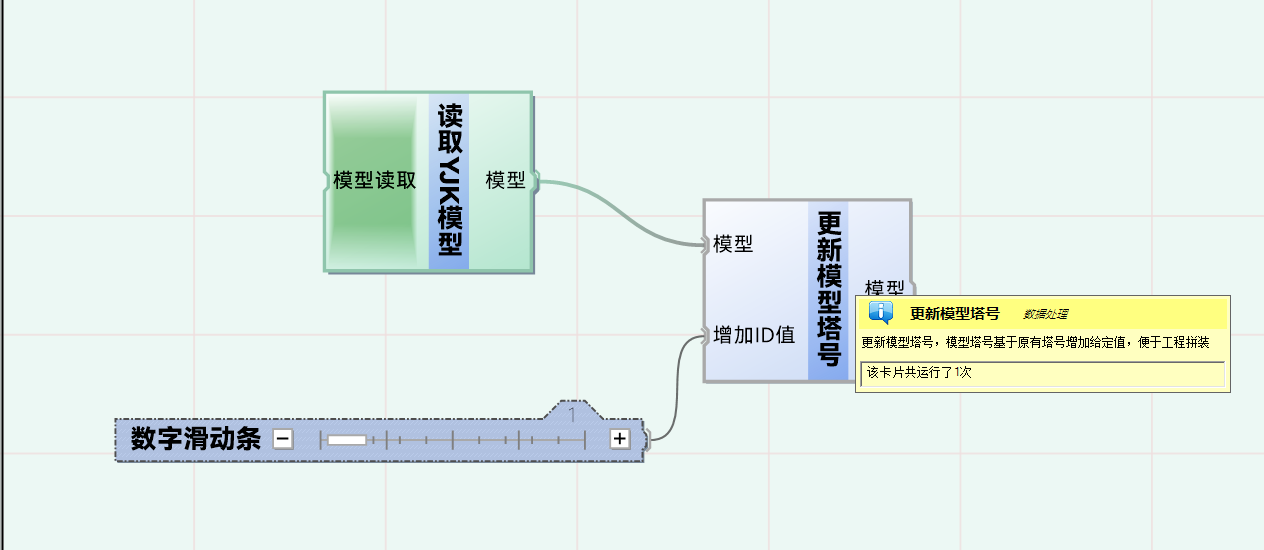 模型读取
读取YJK模型
模型
模型
增加ID值
更新模型塔号
模型
更新模型塔号 数据处理
更新模型塔号，模型塔号基于原有塔号增加给定值，便于工程拼装
该卡片共运行了1次
1
数字滑动条